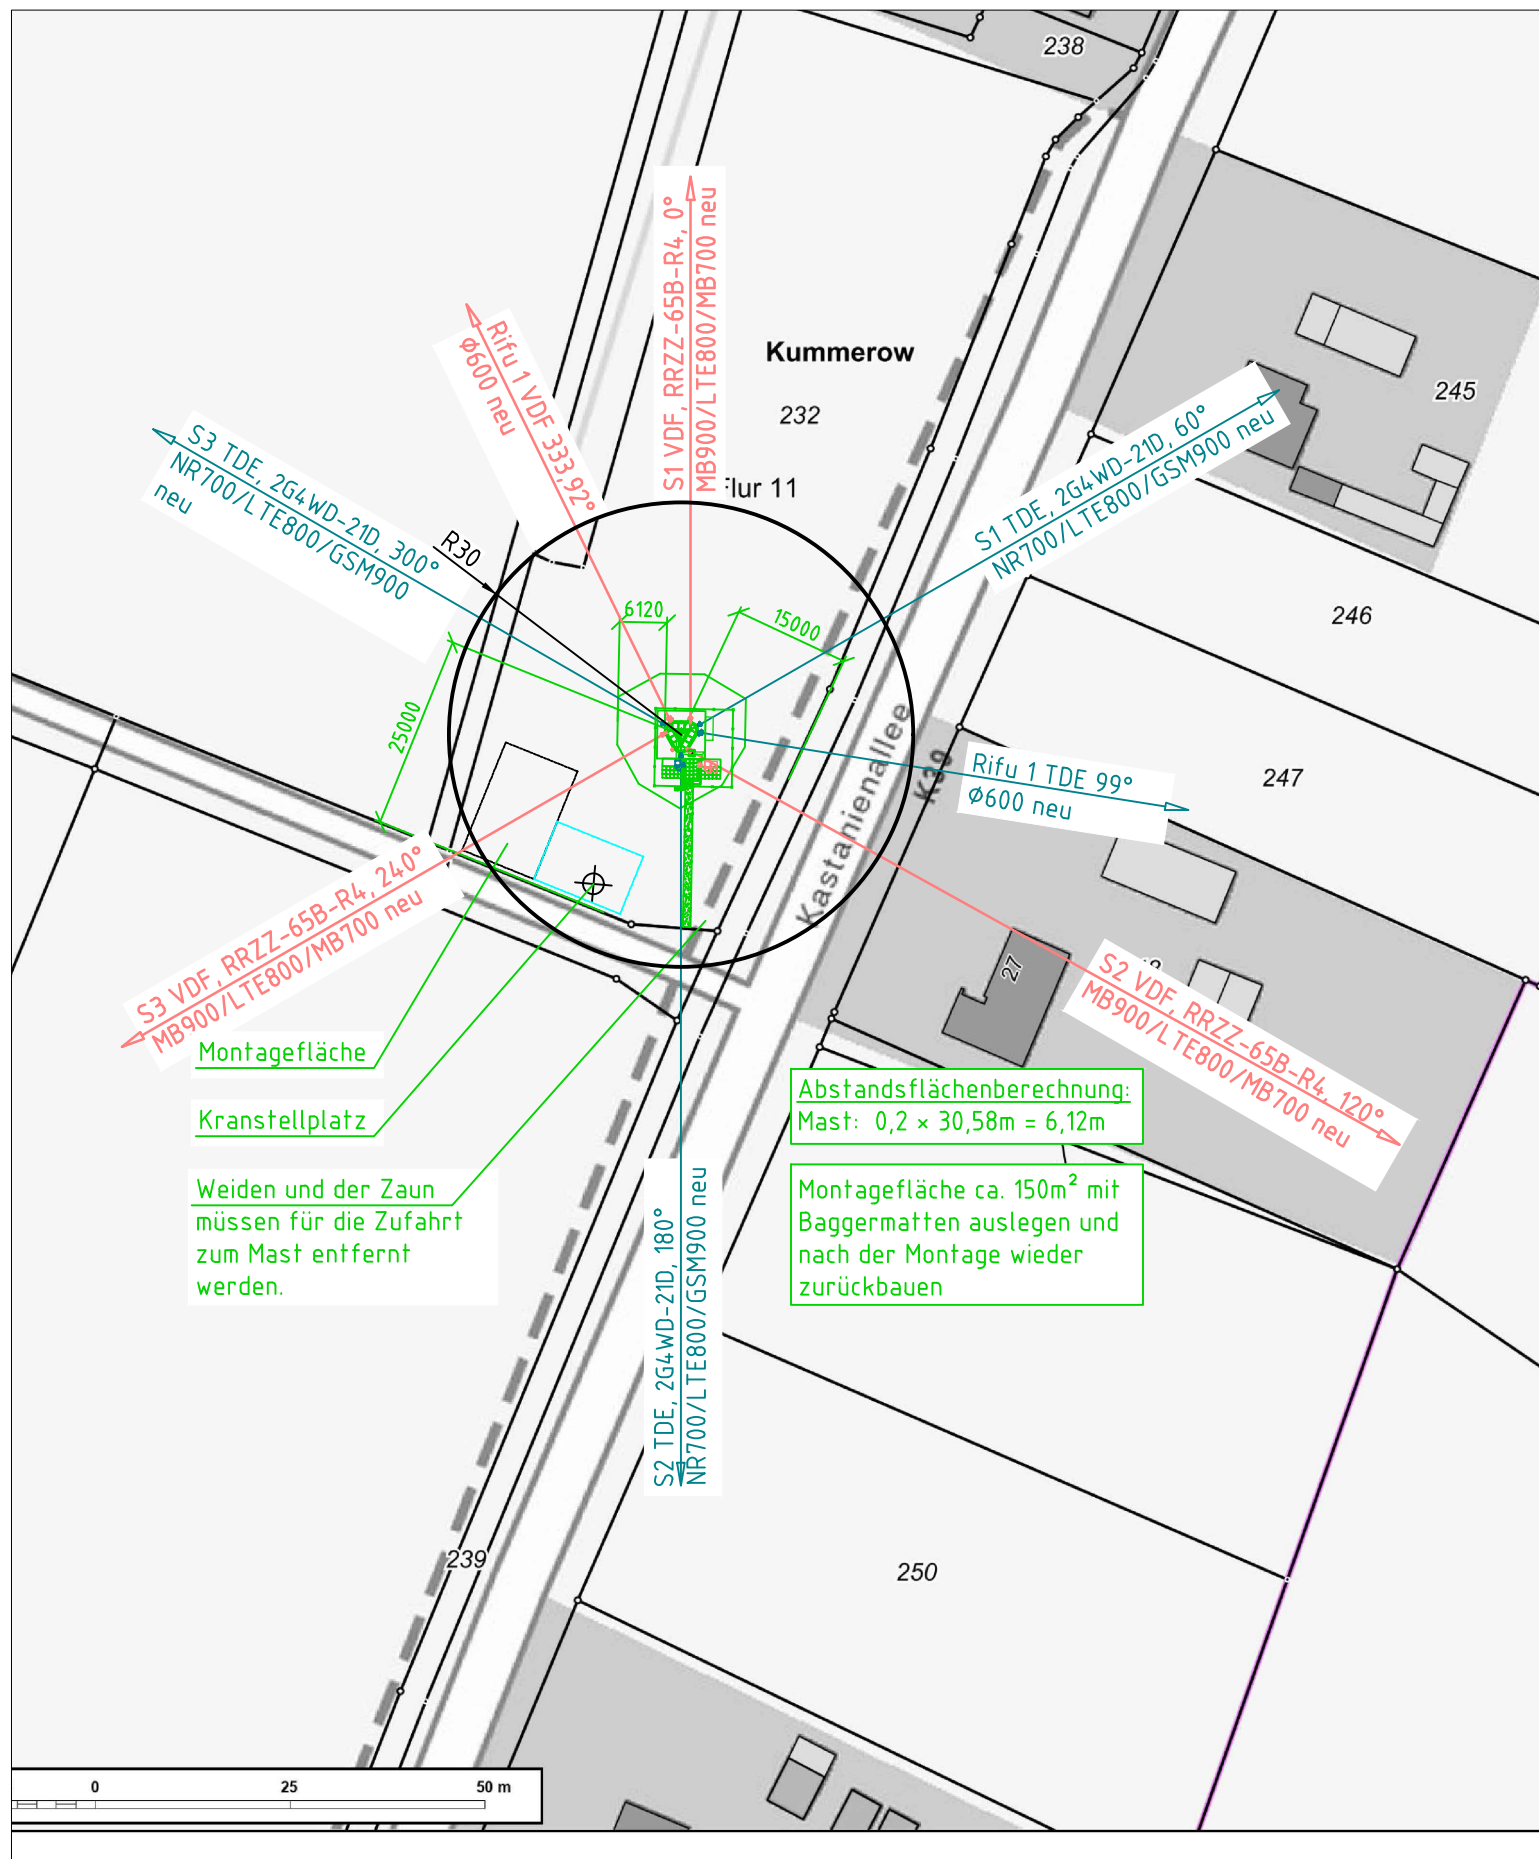 238
S1 VDF, RRZZ-65B-R4, 0°
MB900/LTE800/MB700 neu
Rifu 1 VDF 333,92°
Ø600 neu
Kummerow
232
245
S1 TDE, 2G4WD-21D, 60°
NR700/LTE800/GSM900 neu
S3 TDE, 2G4WD-21D, 300°
NR700/LTE800/GSM900
neu
Flur 11
R30
6120
15000
246
25000
Kastanienallee
K39
Rifu 1 TDE 99°
Ø600 neu
247
S3 VDF, RRZZ-65B-R4, 240°
MB900/LTE800/MB700 neu
27
S2 VDF, RRZZ-65B-R4, 120°
MB900/LTE800/MB700 neu
Montagefläche
Kranstellplatz
Weiden und der Zaun
müssen für die Zufahrt
zum Mast entfernt
werden.
Abstandsflächenberechnung:
Mast: 0,2 × 30,58m = 6,12m
Montagefläche ca. 150m² mit
Baggermatten auslegen und
nach der Montage wieder
zurückbauen
S2 TDE, 2G4WD-21D, 180°
NR700/LTE800/GSM900 neu
239
250
0 25 50 m